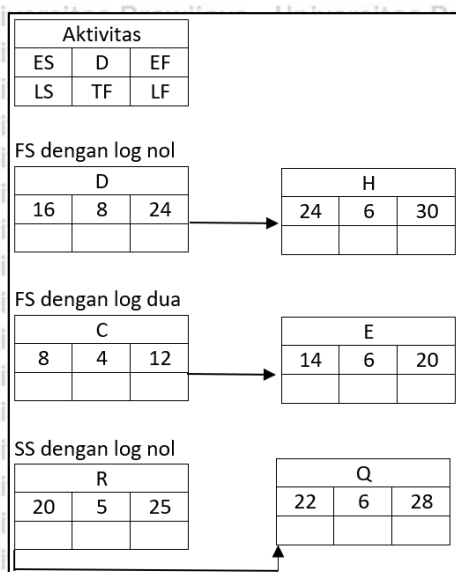 Aktivitas
ES D EF
LS TF LF
FS dengan log nol
D
16 8 24
H
24 6 30
FS dengan log dua
C
8 4 12
E
14 6 20
SS dengan log nol
R
20 5 25
Q
22 6 28